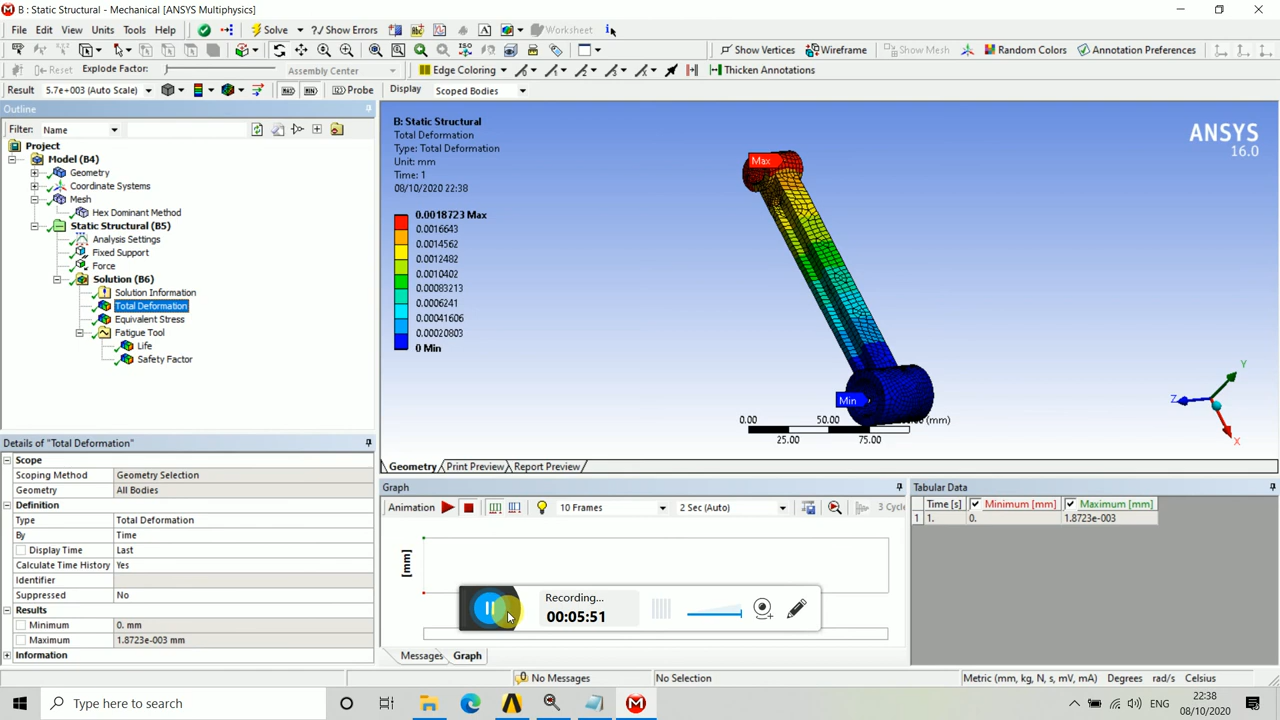 B : Static Structural - Mechanical [ANSYS Multiphysics]
File Edit View Units Tools Help Solve ?/ Show Errors Worksheet
Show Vertices Wireframe Show Mesh Random Colors Annotation Preferences
Reset Explode Factor: Assembly Center Edge Coloring Thicken Annotations
Result 5.7e+003 (Auto Scale) MAX MIN Probe Display Scoped Bodies
Outline
Filter: Name
Project
Model (B4)
Geometry
Coordinate Systems
Mesh
Hex Dominant Method
Static Structural (B5)
Analysis Settings
Fixed Support
Force
Solution (B6)
Solution Information
Total Deformation
Equivalent Stress
Fatigue Tool
Life
Safety Factor
B: Static Structural
Total Deformation
Type: Total Deformation
Unit: mm
Time: 1
08/10/2020 22:38
0.0018723 Max
0.0016643
0.0014562
0.0012482
0.0010402
0.00083213
0.0006241
0.00041606
0.00020803
0 Min
ANSYS
16.0
Max
Min
0.00 50.00 (mm)
25.00 75.00
Y
Z
X
Geometry Print Preview Report Preview
Details of "Total Deformation"
Scope
Scoping Method Geometry Selection
Geometry All Bodies
Definition
Type Total Deformation
By Time
Display Time Last
Calculate Time History Yes
Identifier
Suppressed No
Results
Minimum 0. mm
Maximum 1.8723e-003 mm
Information
Graph
Animation 10 Frames 2 Sec (Auto) 3 Cycle
[mm]
Recording...
00:05:51
Messages Graph
Tabular Data
Time [s] Minimum [mm] Maximum [mm]
1 1. 0. 1.8723e-003
0 No Messages No Selection Metric (mm, kg, N, s, mV, mA) Degrees rad/s Celsius
Type here to search
ENG
22:38
08/10/2020